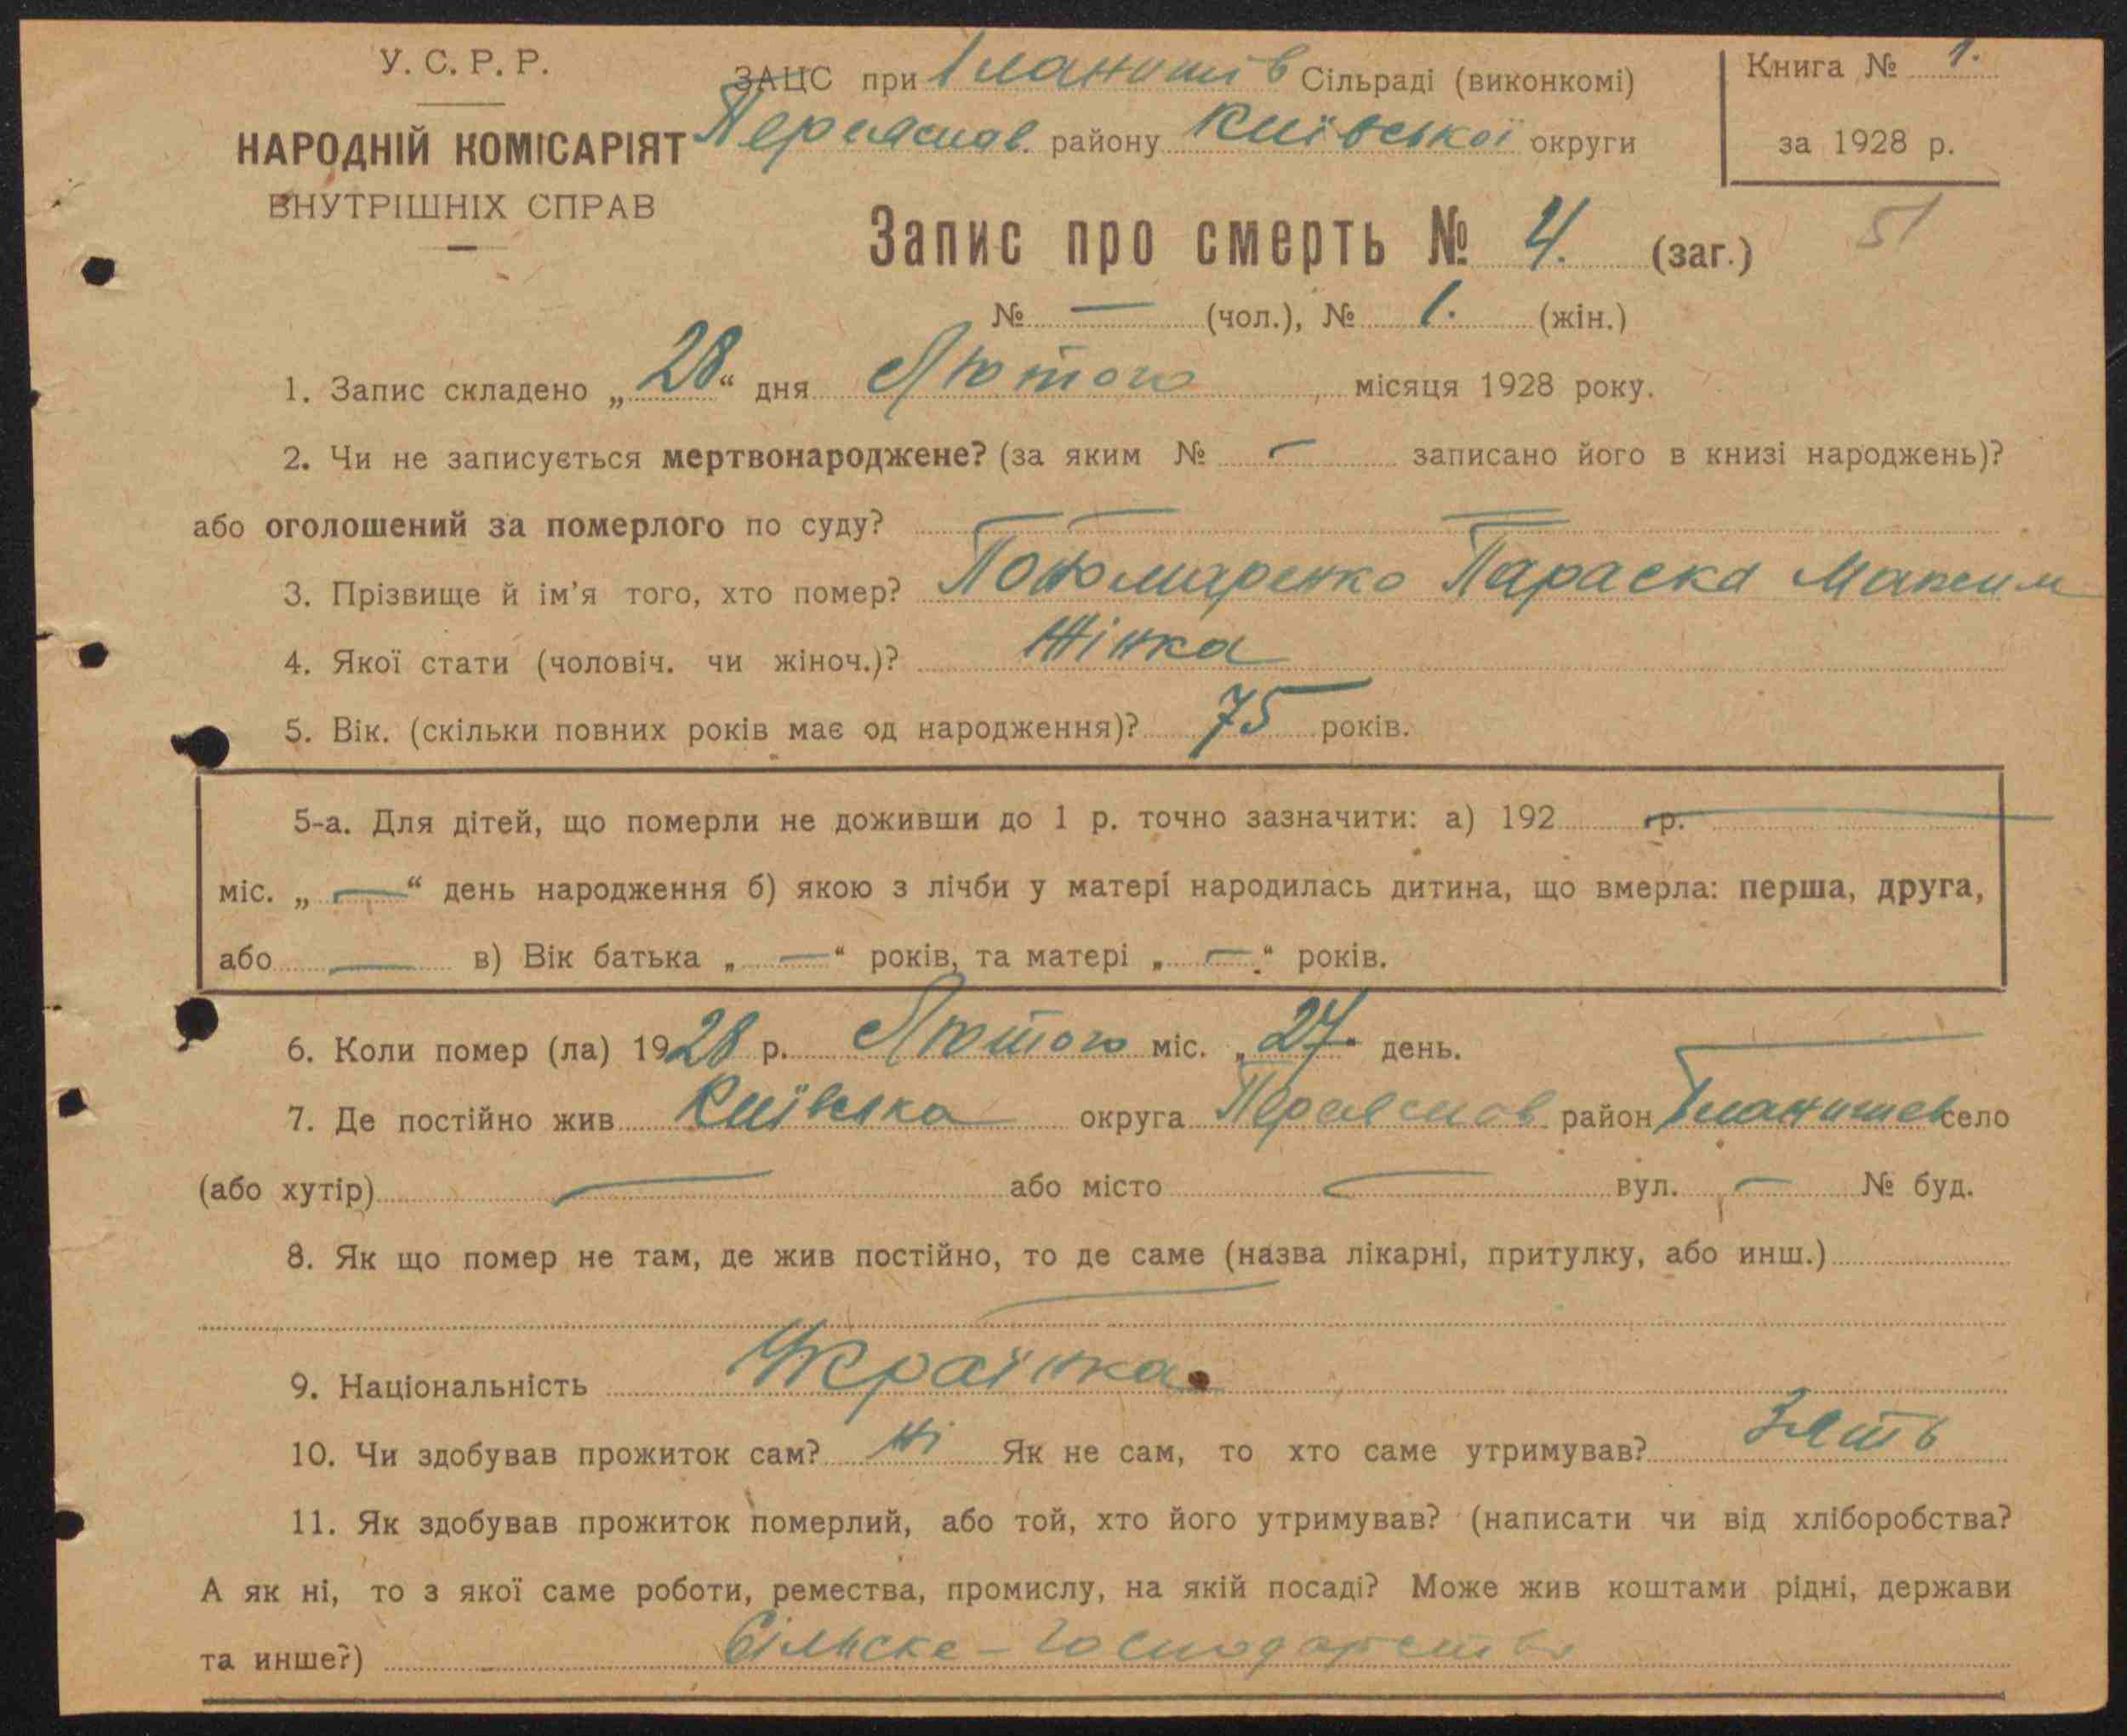 У. С. Р. Р.
НАРОДНІЙ КОМІСАРІЯТ
ВНУТРІШНІХ СПРАВ
ЗАЦС при Гланишів Сільраді (виконкомі)
Переяслав. району Київської округи
Книга № 1.
за 1928 р.
51
Запис про смерть № 4. (заг.)
№ — (чол.), № 1. (жін.)
1. Запис складено „28“ дня Лютого місяця 1928 року.
2. Чи не записується мертвонароджене? (за яким № — записано його в книзі народжень)?
або оголошений за померлого по суду? —
3. Прізвище й ім’я того, хто помер? Пономаренко Параска Максим
4. Якої стати (чоловіч. чи жіноч.)? Жінка
5. Вік. (скільки повних років має од народження)? 75 років.
5-а. Для дітей, що померли не доживши до 1 р. точно зазначити: а) 192 р. —
міс. „—“ день народження б) якою з лічби у матері народилась дитина, що вмерла: перша, друга,
або — в) Вік батька „—“ років, та матері „—“ років.
6. Коли помер (ла) 1928 р. Лютого міс. „27“ день.
7. Де постійно жив Київська округа Переяслав район Гланишев село
(або хутір) — або місто — вул. — № буд.
8. Як що помер не там, де жив постійно, то де саме (назва лікарні, притулку, або инш.)
—
9. Національність Українка
10. Чи здобував прожиток сам? Ні Як не сам, то хто саме утримував? Зять
11. Як здобував прожиток померлий, або той, хто його утримував? (написати чи від хліборобства?
А як ні, то з якої саме роботи, ремества, промислу, на якій посаді? Може жив коштами рідні, держави
та инше?) Сільске-господарство